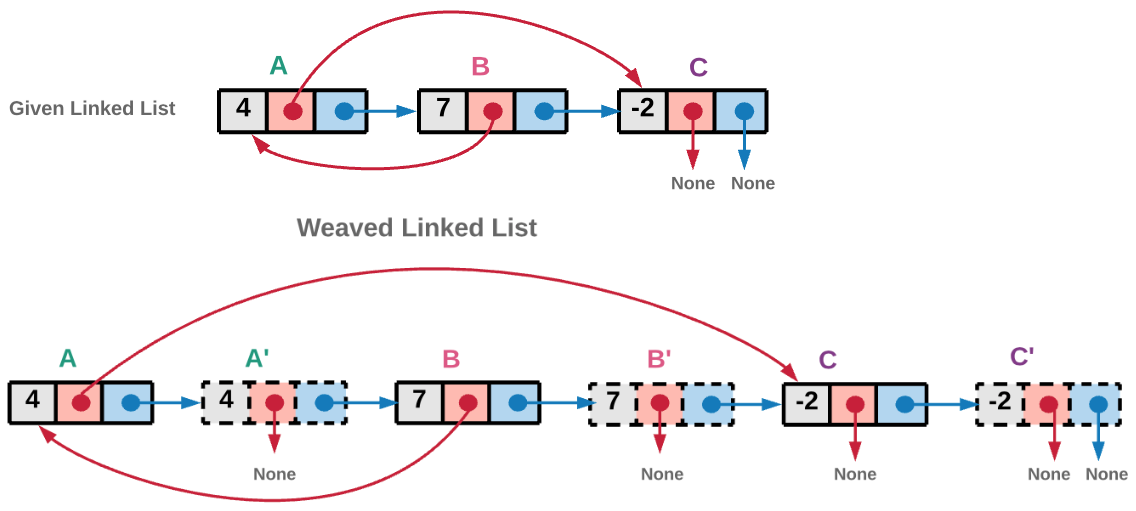 A B C
Given Linked List 4 7 -2
None None
Weaved Linked List
A A' B B' C C'
4 4 7 7 -2 -2
None None None None None